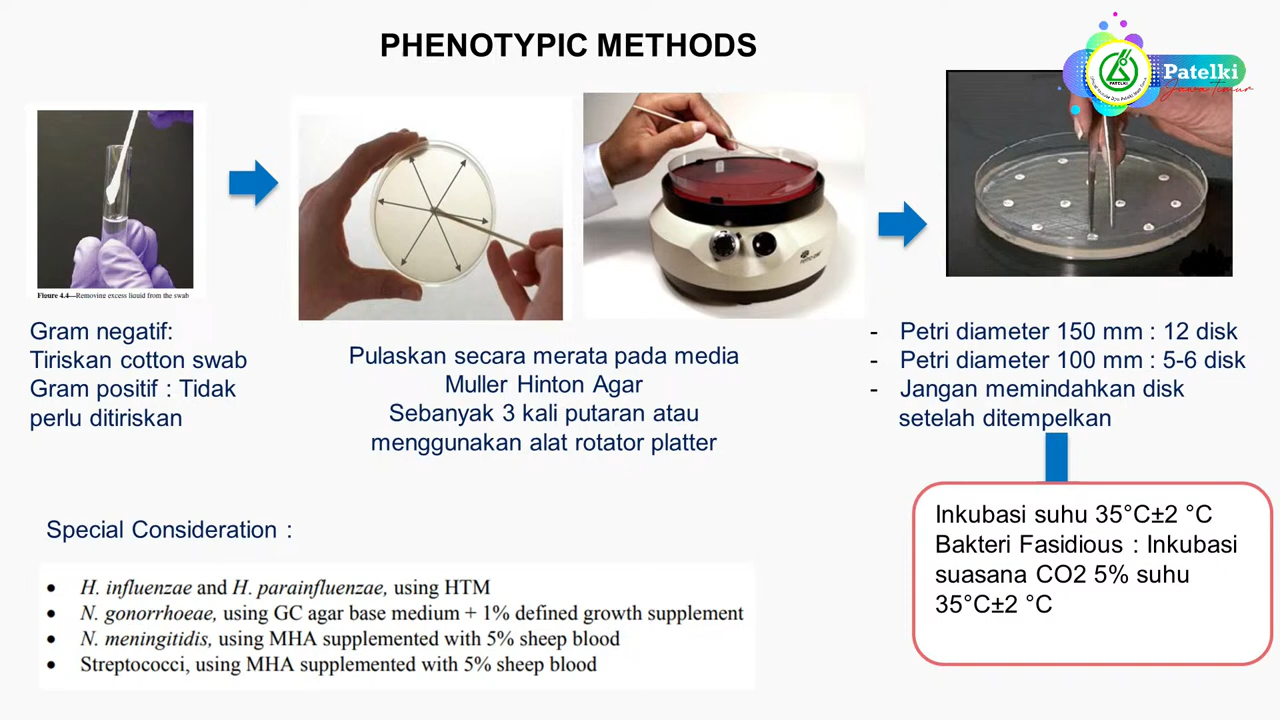 PHENOTYPIC METHODS
PATELKI
Patelki
Jawa Timur
Figure 4.4—Removing excess liquid from the swab
Gram negatif:
Tiriskan cotton swab
Gram positif : Tidak
perlu ditiriskan
Pulaskan secara merata pada media
Muller Hinton Agar
Sebanyak 3 kali putaran atau
menggunakan alat rotator platter
- Petri diameter 150 mm : 12 disk
- Petri diameter 100 mm : 5-6 disk
- Jangan memindahkan disk
setelah ditempelkan
Inkubasi suhu 35°C±2 °C
Bakteri Fasidious : Inkubasi
suasana CO2 5% suhu
35°C±2 °C
Special Consideration :
• H. influenzae and H. parainfluenzae, using HTM
• N. gonorrhoeae, using GC agar base medium + 1% defined growth supplement
• N. meningitidis, using MHA supplemented with 5% sheep blood
• Streptococci, using MHA supplemented with 5% sheep blood